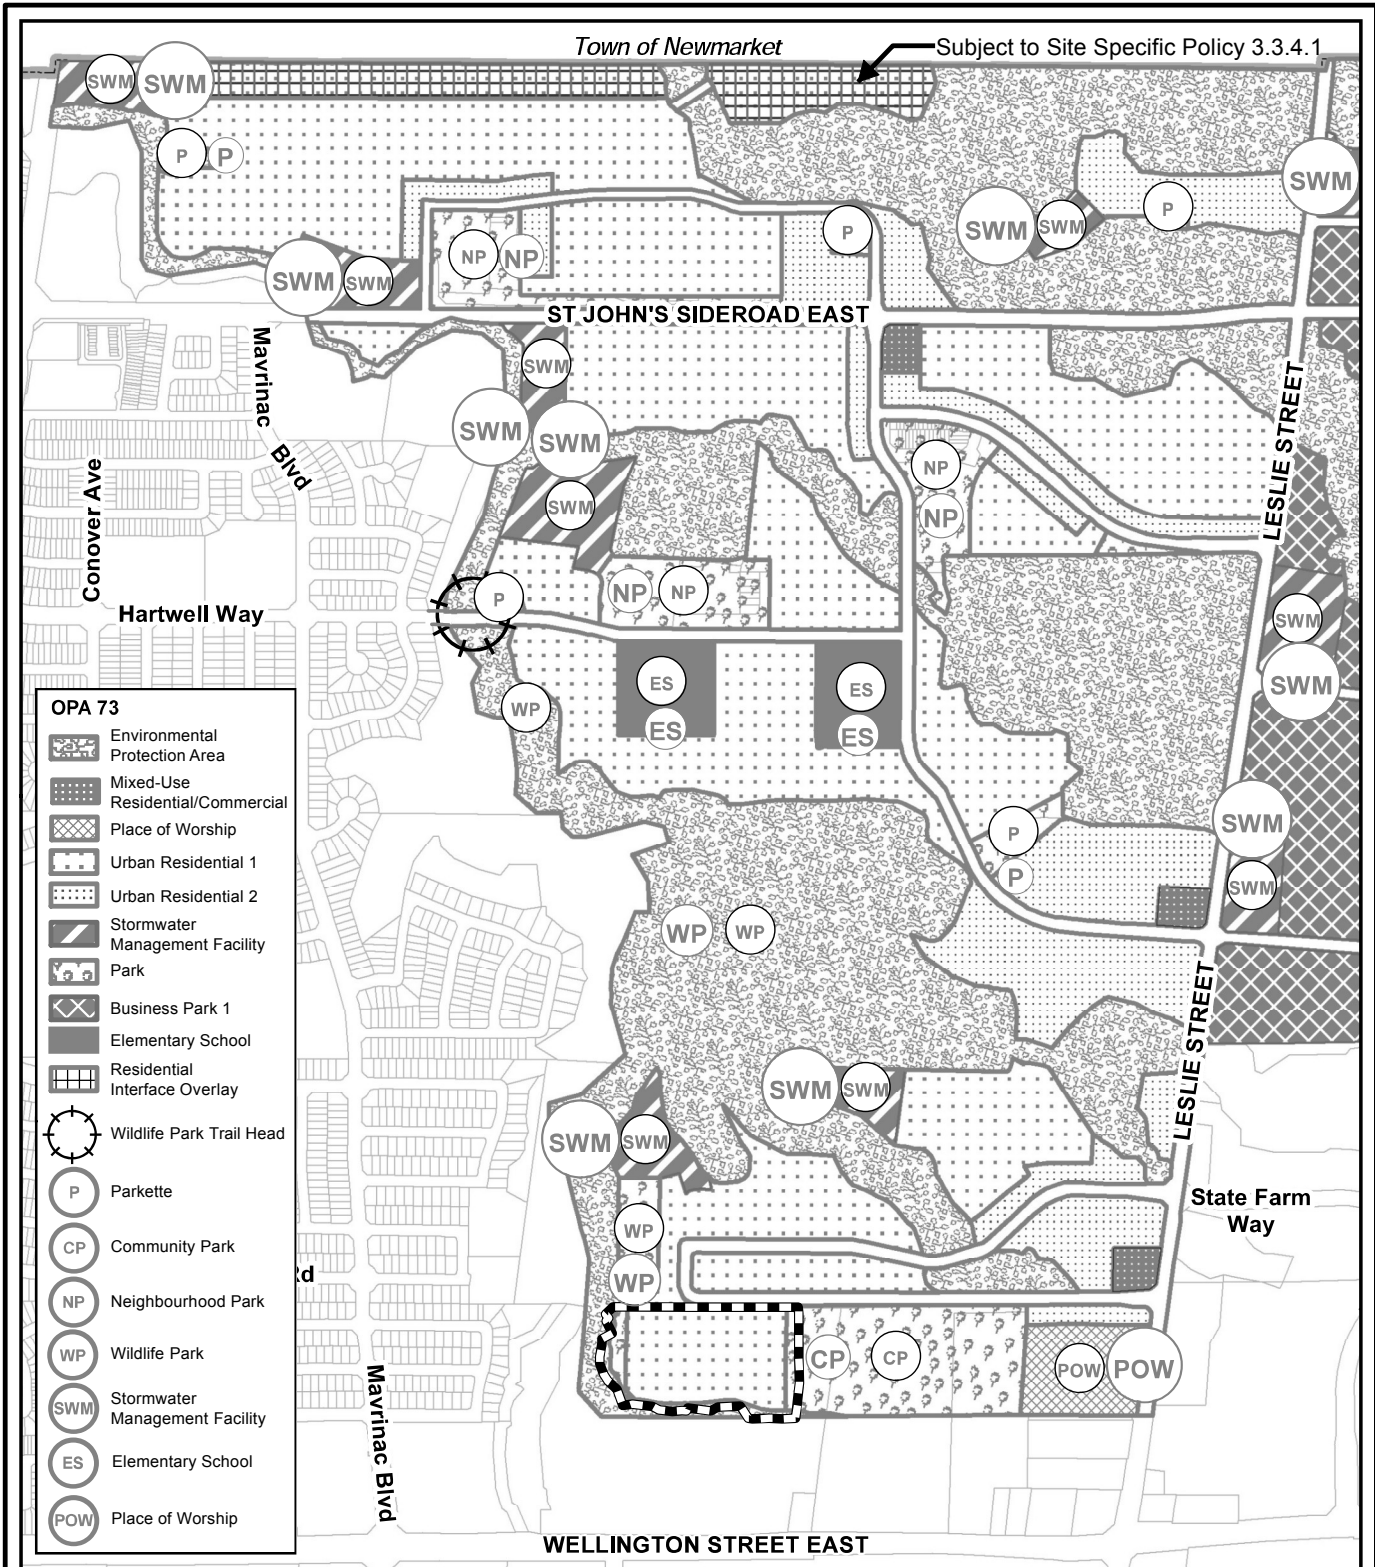 Town of Newmarket
Subject to Site Specific Policy 3.3.4.1
SWM
SWM
P
P
SWM
SWM
SWM
P
P
NP
NP
SWM
SWM
ST JOHN'S SIDEROAD EAST
Mavrinac
Blvd
SWM
SWM
SWM
SWM
NP
NP
LESLIE STREET
Conover Ave
Hartwell Way
P
NP
NP
SWM
SWM
ES
ES
ES
ES
WP
P
P
SWM
SWM
WP
WP
LESLIE STREET
SWM
SWM
SWM
SWM
WP
WP
State Farm
Way
CP
CP
POW
POW
Rd
Mavrinac Blvd
WELLINGTON STREET EAST
OPA 73
Environmental
Protection Area
Mixed-Use
Residential/Commercial
Place of Worship
Urban Residential 1
Urban Residential 2
Stormwater
Management Facility
Park
Business Park 1
Elementary School
Residential
Interface Overlay
Wildlife Park Trail Head
P
Parkette
CP
Community Park
NP
Neighbourhood Park
WP
Wildlife Park
SWM
Stormwater
Management Facility
ES
Elementary School
POW
Place of Worship